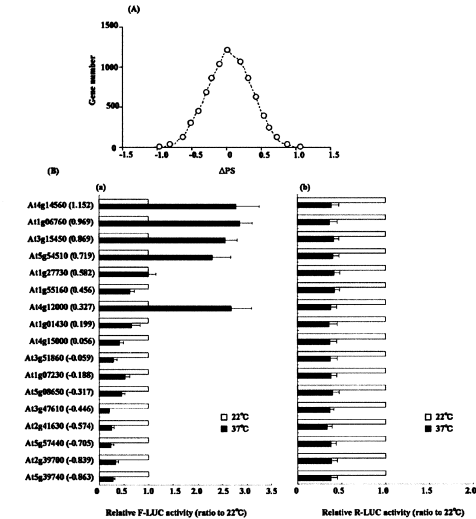 (A)
Gene number
1500
1000
500
0
-1.5 -1.0 -0.5 0 0.5 1.0 1.5
ΔPS
(B)
(a)
(b)
At4g14560 (1.152)
At1g06760 (0.969)
At3g15450 (0.869)
At5g54510 (0.719)
At1g27730 (0.582)
At1g55160 (0.456)
At4g12000 (0.327)
At1g01430 (0.199)
At4g15000 (0.056)
At3g51860 (-0.059)
At1g07230 (-0.188)
At5g08650 (-0.317)
At3g47610 (-0.446)
At2g41630 (-0.574)
At5g57440 (-0.705)
At2g39700 (-0.839)
At5g39740 (-0.863)
22°C
37°C
22°C
37°C
0 0.5 1.0 1.5 2.0 2.5 3.0 3.5
0.0 1.0 2.0
Relative F-LUC activity (ratio to 22°C)
Relative R-LUC activity (ratio to 22°C)